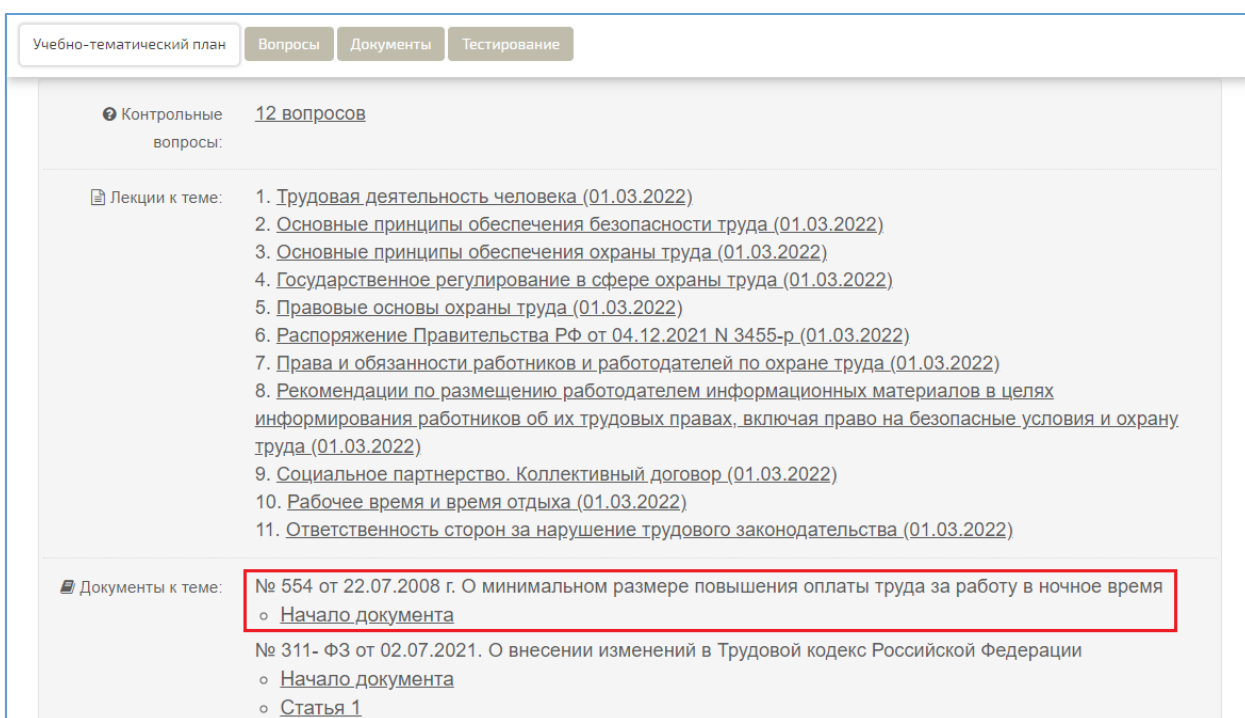 Учебно-тематический план Вопросы Документы Тестирование
Контрольные вопросы: 12 вопросов
Лекции к теме: 1. Трудовая деятельность человека (01.03.2022)
2. Основные принципы обеспечения безопасности труда (01.03.2022)
3. Основные принципы обеспечения охраны труда (01.03.2022)
4. Государственное регулирование в сфере охраны труда (01.03.2022)
5. Правовые основы охраны труда (01.03.2022)
6. Распоряжение Правительства РФ от 04.12.2021 N 3455-р (01.03.2022)
7. Права и обязанности работников и работодателей по охране труда (01.03.2022)
8. Рекомендации по размещению работодателем информационных материалов в целях
информирования работников об их трудовых правах, включая право на безопасные условия и охрану
труда (01.03.2022)
9. Социальное партнерство. Коллективный договор (01.03.2022)
10. Рабочее время и время отдыха (01.03.2022)
11. Ответственность сторон за нарушение трудового законодательства (01.03.2022)
Документы к теме: № 554 от 22.07.2008 г. О минимальном размере повышения оплаты труда за работу в ночное время
Начало документа
№ 311- ФЗ от 02.07.2021. О внесении изменений в Трудовой кодекс Российской Федерации
Начало документа
Статья 1